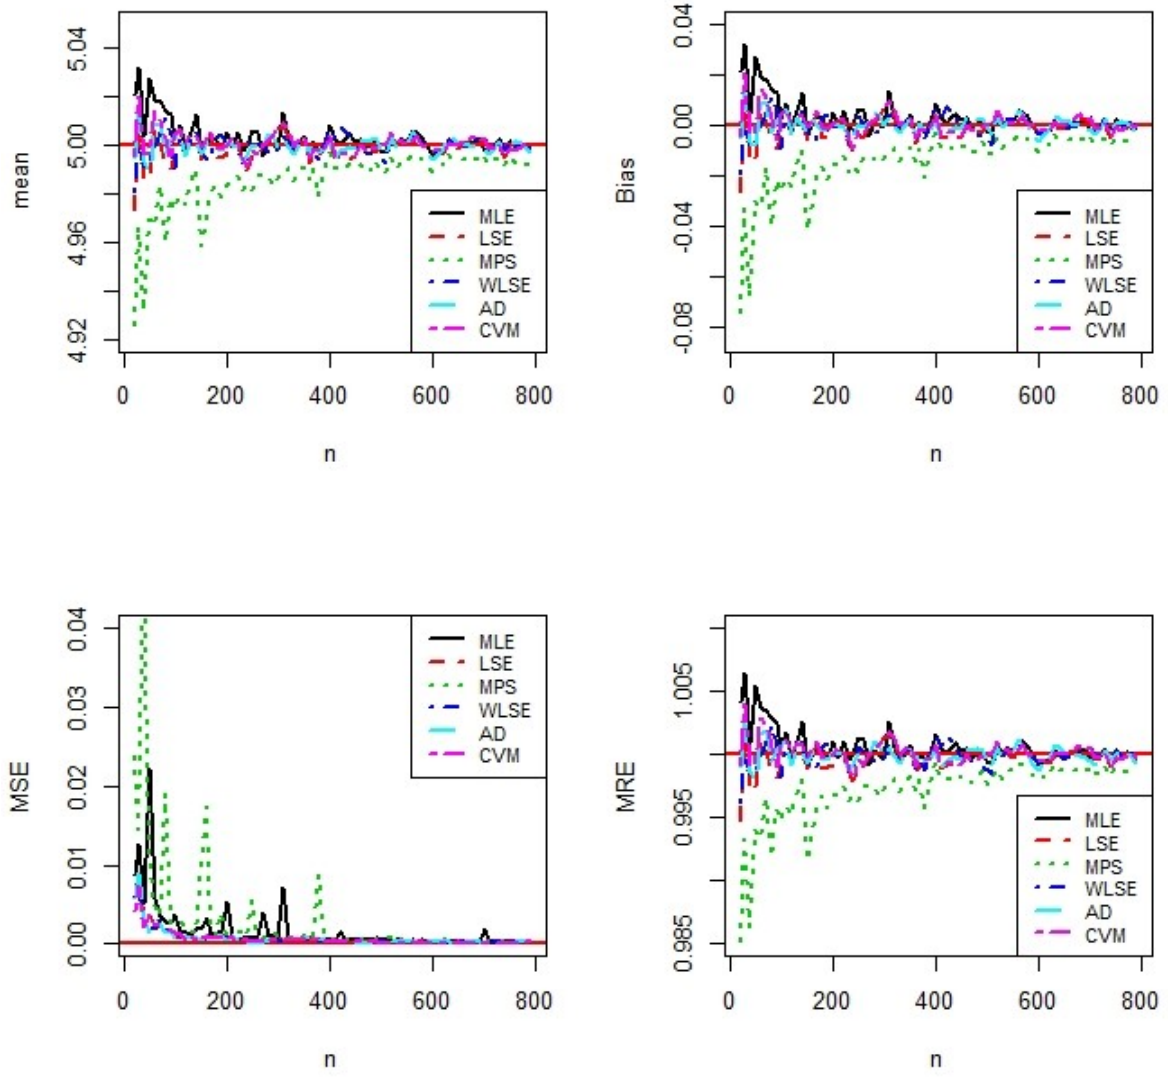 mean
5.04
5.00
4.96
4.92
MLE
LSE
MPS
WLSE
AD
CVM
0 200 400 600 800
n
Bias
0.04
0.00
-0.04
-0.08
MLE
LSE
MPS
WLSE
AD
CVM
0 200 400 600 800
n
MSE
0.04
0.03
0.02
0.01
0.00
MLE
LSE
MPS
WLSE
AD
CVM
0 200 400 600 800
n
MRE
1.005
0.995
0.985
MLE
LSE
MPS
WLSE
AD
CVM
0 200 400 600 800
n